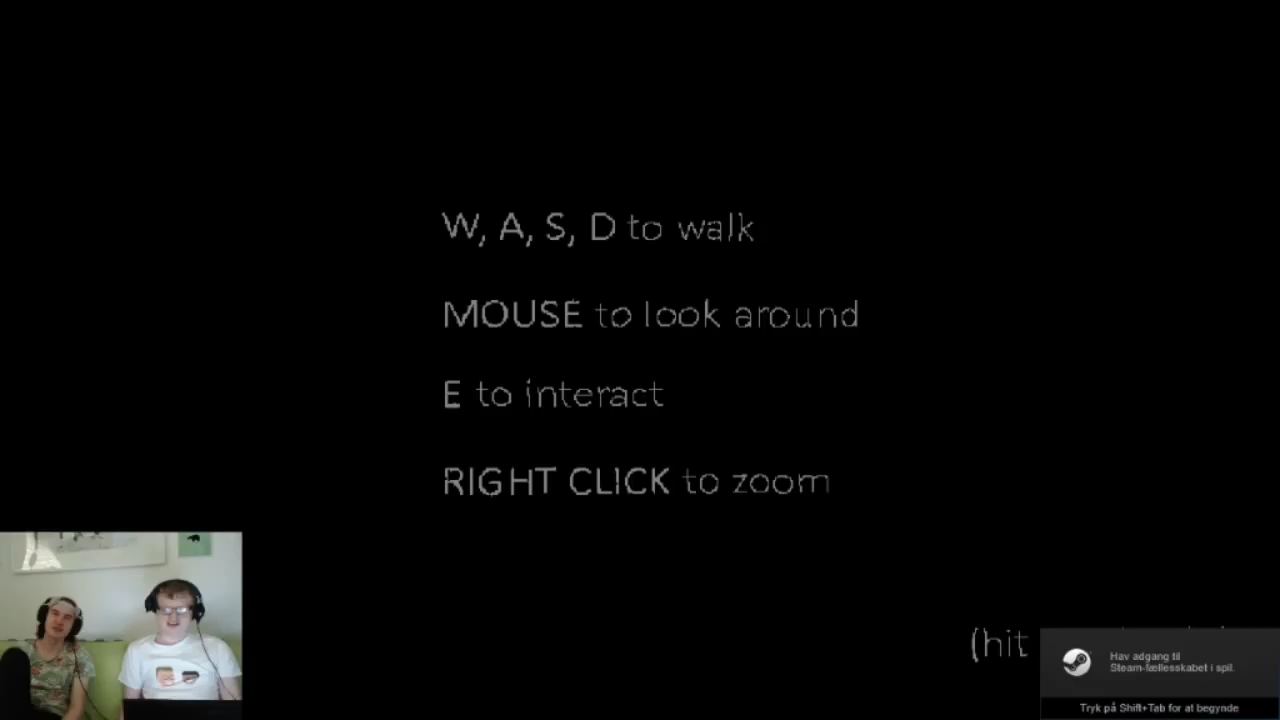 W, A, S, D to walk
MOUSE to look around
E to interact
RIGHT CLICK to zoom
(hit
Hav adgang til
Steam-fællesskabet i spil.
Tryk på Shift+Tab for at begynde